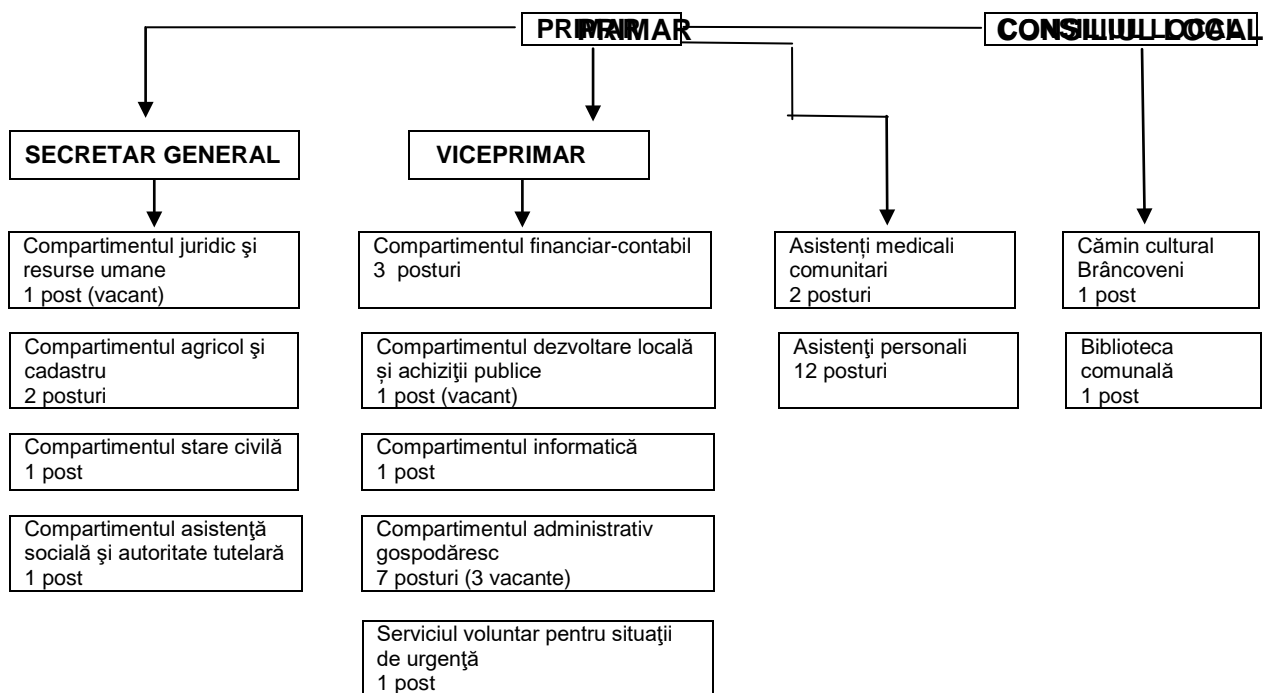 PRIMAR
CONSILIUL LOCAL
SECRETAR GENERAL
VICEPRIMAR
Compartimentul juridic şi
resurse umane
1 post (vacant)
Compartimentul agricol şi
cadastru
2 posturi
Compartimentul stare civilă
1 post
Compartimentul asistenţă
socială şi autoritate tutelară
1 post
Compartimentul financiar-contabil
3 posturi
Compartimentul dezvoltare locală
și achiziţii publice
1 post (vacant)
Compartimentul informatică
1 post
Compartimentul administrativ
gospodăresc
7 posturi (3 vacante)
Serviciul voluntar pentru situaţii
de urgenţă
1 post
Asistenți medicali
comunitari
2 posturi
Asistenţi personali
12 posturi
Cămin cultural
Brâncoveni
1 post
Biblioteca
comunală
1 post